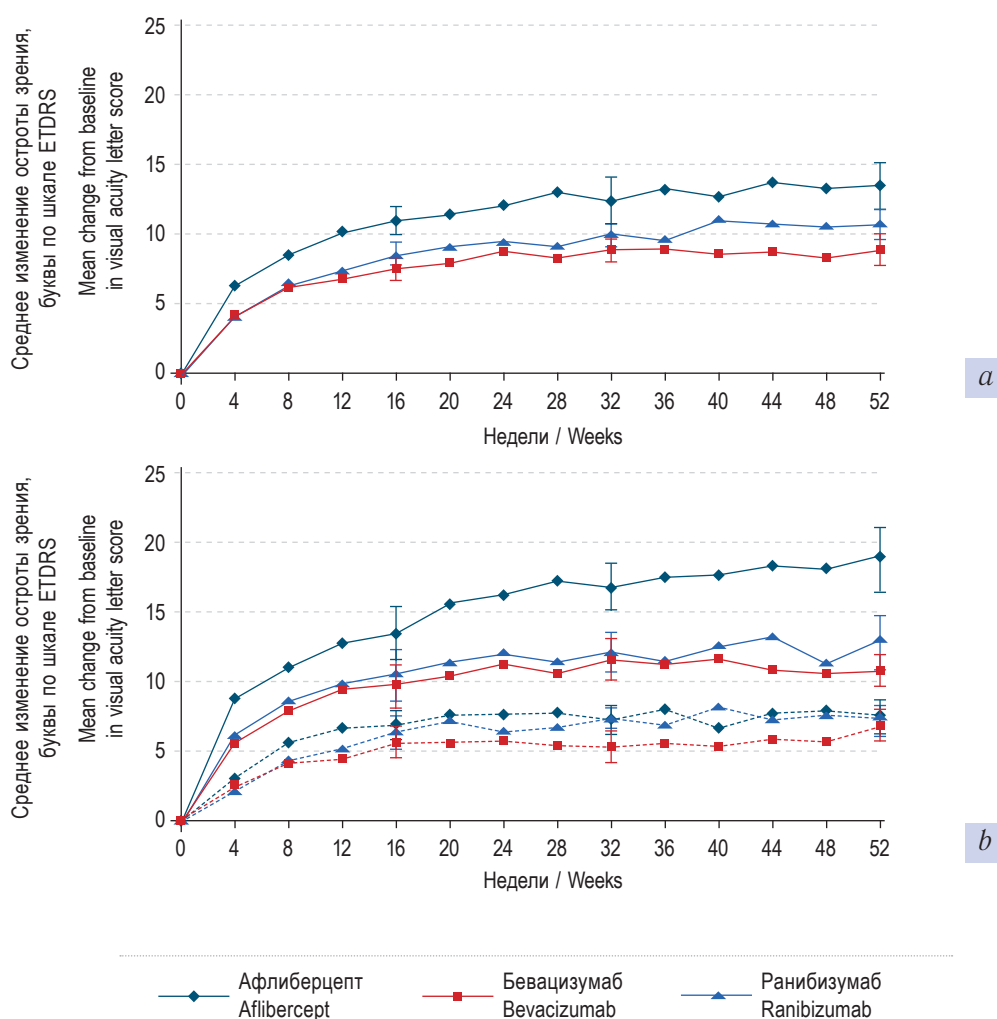 Среднее изменение остроты зрения,
буквы по шкале ETDRS
Mean change from baseline
in visual acuity letter score
25
20
15
10
5
0
0 4 8 12 16 20 24 28 32 36 40 44 48 52
Недели / Weeks
a
Среднее изменение остроты зрения,
буквы по шкале ETDRS
Mean change from baseline
in visual acuity letter score
25
20
15
10
5
0
0 4 8 12 16 20 24 28 32 36 40 44 48 52
Недели / Weeks
b
Афлиберцепт
Aflibercept
Бевацизумаб
Bevacizumab
Ранибизумаб
Ranibizumab